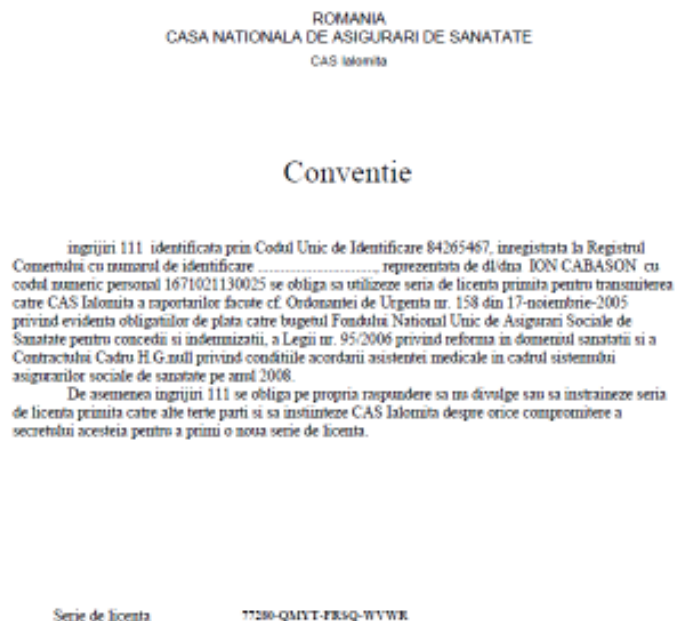 ROMANIA
CASA NATIONALA DE ASIGURARI DE SANATATE
CAS Ialomita
Conventie
ingrijiri 111 identificata prin Codul Unic de Identificare 84265467, inregistrata la Registrul
Comertului cu numarul de identificare ................................, reprezentata de dl/dna ION CABASON cu
codul numeric personal 1671021130025 se obliga sa utilizeze seria de licenta primita pentru transmiterea
catre CAS Ialomita a raportarilor facute cf. Ordonantei de Urgenta nr. 158 din 17-noiembrie-2005
privind evidenta obligatiilor de plata catre bugetul Fondului National Unic de Asigurari Sociale de
Sanatate pentru concedii si indemnizatii, a Legii nr. 95/2006 privind reforma in domeniul sanatatii si a
Contractului Cadru H.G.null privind conditiile acordarii asistentei medicale in cadrul sistemului
asigurarilor sociale de sanatate pe anul 2008.
De asemenea ingrijiri 111 se obliga pe propria raspundere sa nu divulge sau sa instraineze seria
de licenta primita catre alte terte parti si sa instiinteze CAS Ialomita despre orice compromitere a
secretului acesteia pentru a primi o noua serie de licenta.
Serie de licenta 77280-QMYT-FRSQ-WVWR